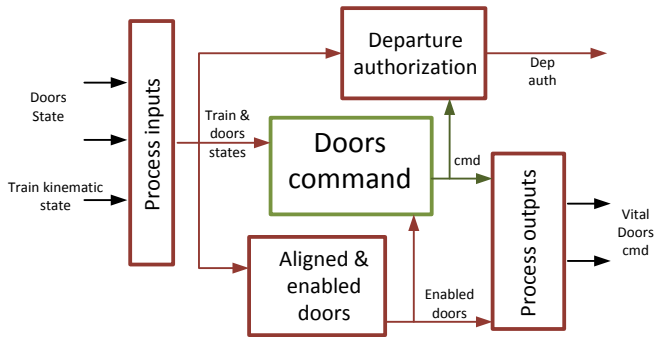 Doors
State
Train kinematic
state
Process inputs
Train &
doors
states
Departure
authorization
Dep
auth
Doors
command
cmd
Aligned &
enabled
doors
Enabled
doors
Process outputs
Vital
Doors
cmd